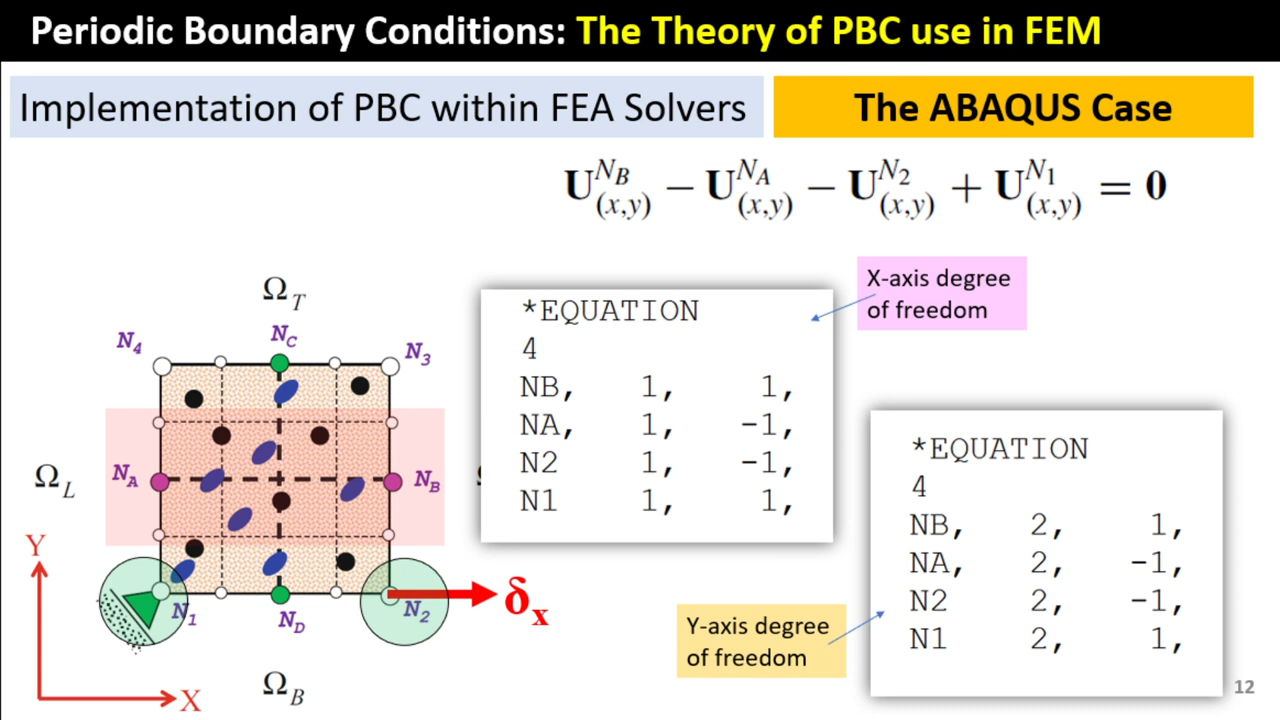 Periodic Boundary Conditions: The Theory of PBC use in FEM
Implementation of PBC within FEA Solvers
The ABAQUS Case
𝐔^{N_B}_{(x,y)} − 𝐔^{N_A}_{(x,y)} − 𝐔^{N_2}_{(x,y)} + 𝐔^{N_1}_{(x,y)} = 𝟎
X-axis degree
of freedom
*EQUATION
4
NB, 1, 1,
NA, 1, -1,
N2 1, -1,
N1 1, 1,
*EQUATION
4
NB, 2, 1,
NA, 2, -1,
N2 2, -1,
N1 2, 1,
Y-axis degree
of freedom
Ω_T
N_4
N_C
N_3
Ω_L
N_A
N_B
Y
N_1
N_D
N_2
δ_x
Ω_B
X
12